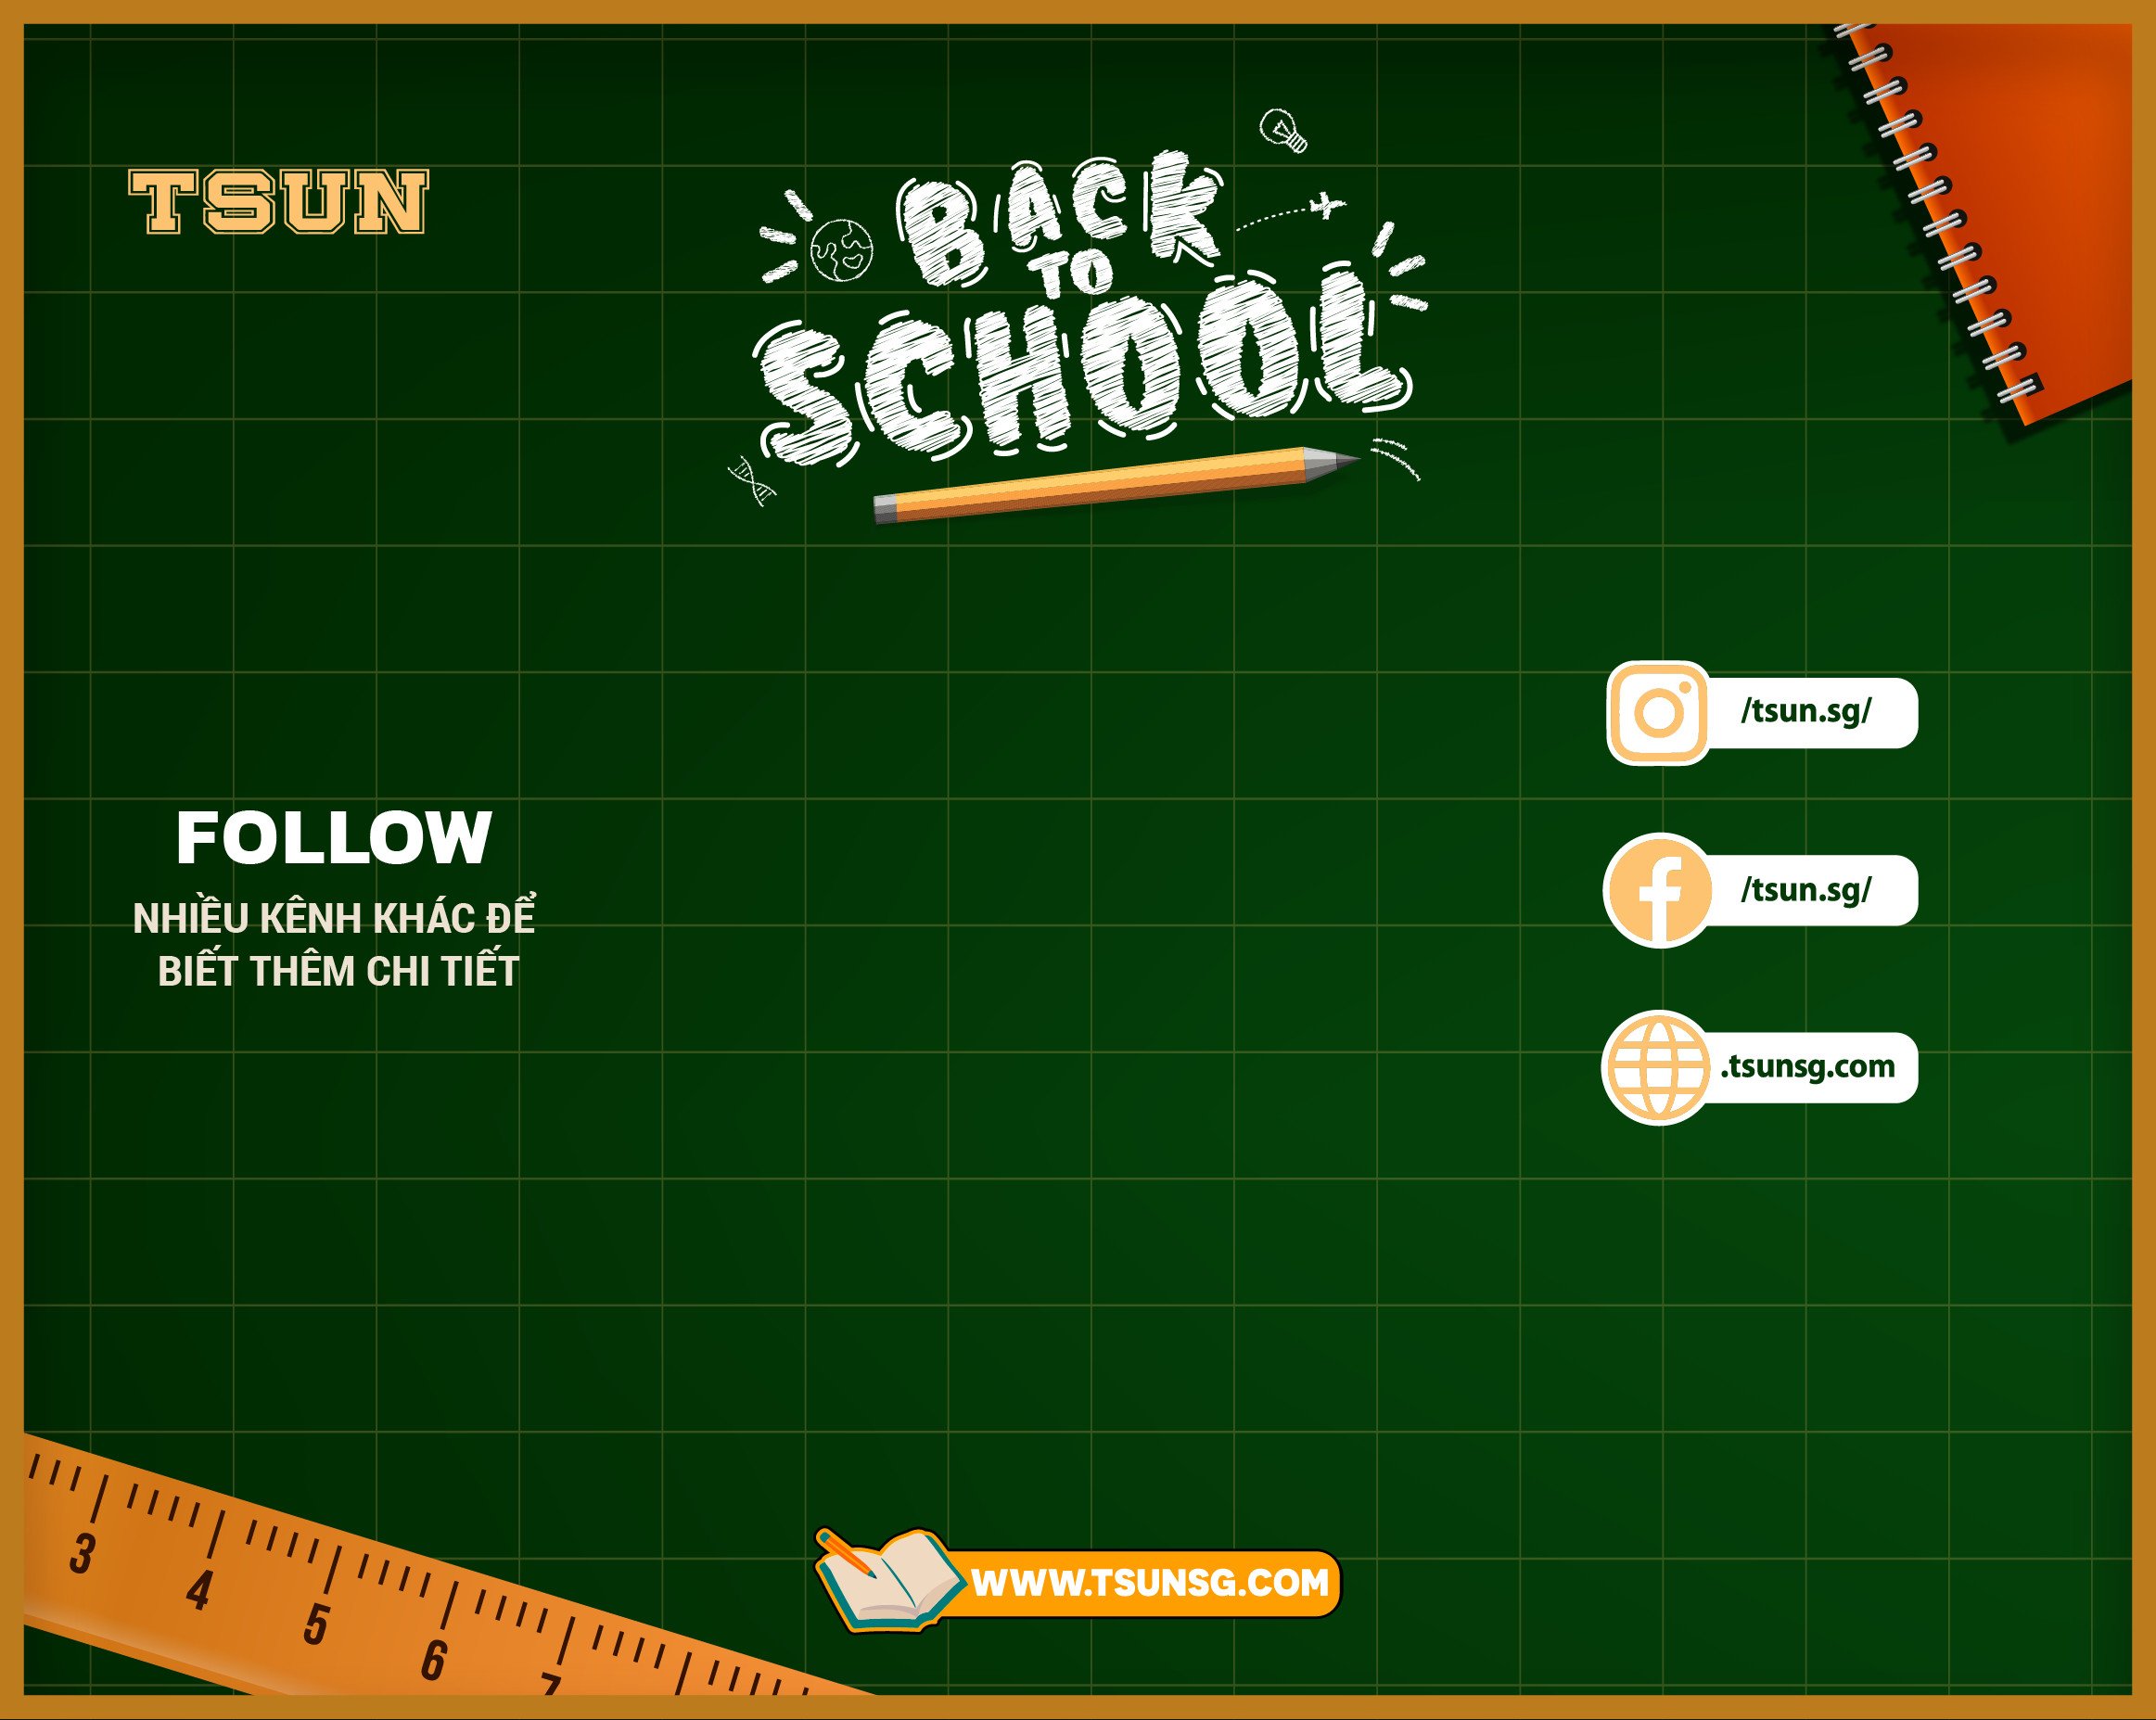 TSUN
BACK
TO
SCHOOL
/tsun.sg/
FOLLOW
NHIỀU KÊNH KHÁC ĐỂ
BIẾT THÊM CHI TIẾT
/tsun.sg/
.tsunsg.com
3
4
5
6
7
WWW.TSUNSG.COM